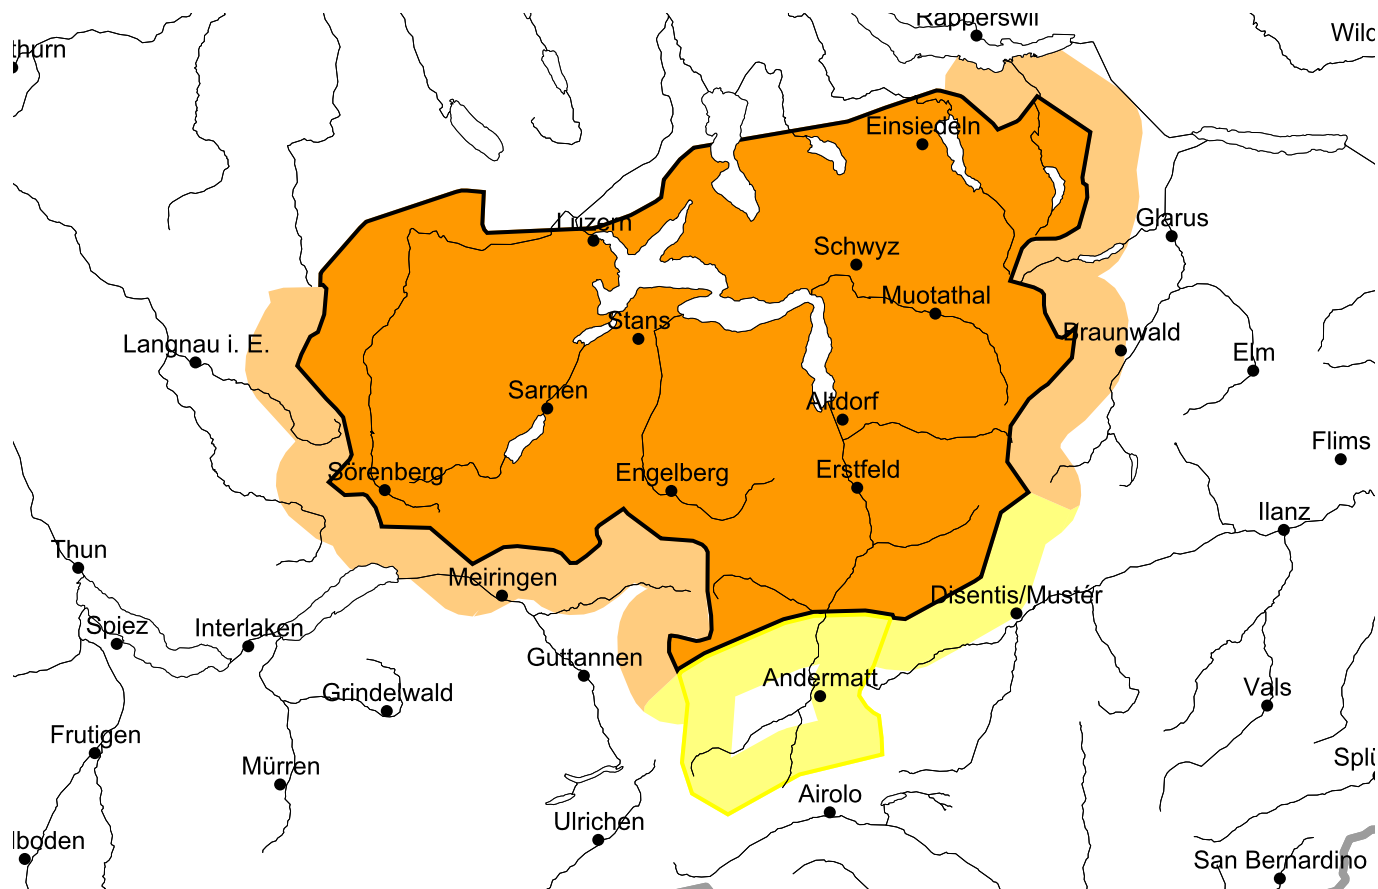 Rapperswil
Wild
thurn
Einsiedeln
Glarus
Luzern
Schwyz
Muotathal
Stans
Braunwald
Langnau i. E.
Elm
Sarnen
Altdorf
Flims
Sörenberg
Engelberg
Erstfeld
Ilanz
Thun
Meiringen
Disentis/Mustér
Spiez
Interlaken
Guttannen
Andermatt
Grindelwald
Vals
Frutigen
Mürren
Splü
Airolo
Ulrichen
lboden
San Bernardino